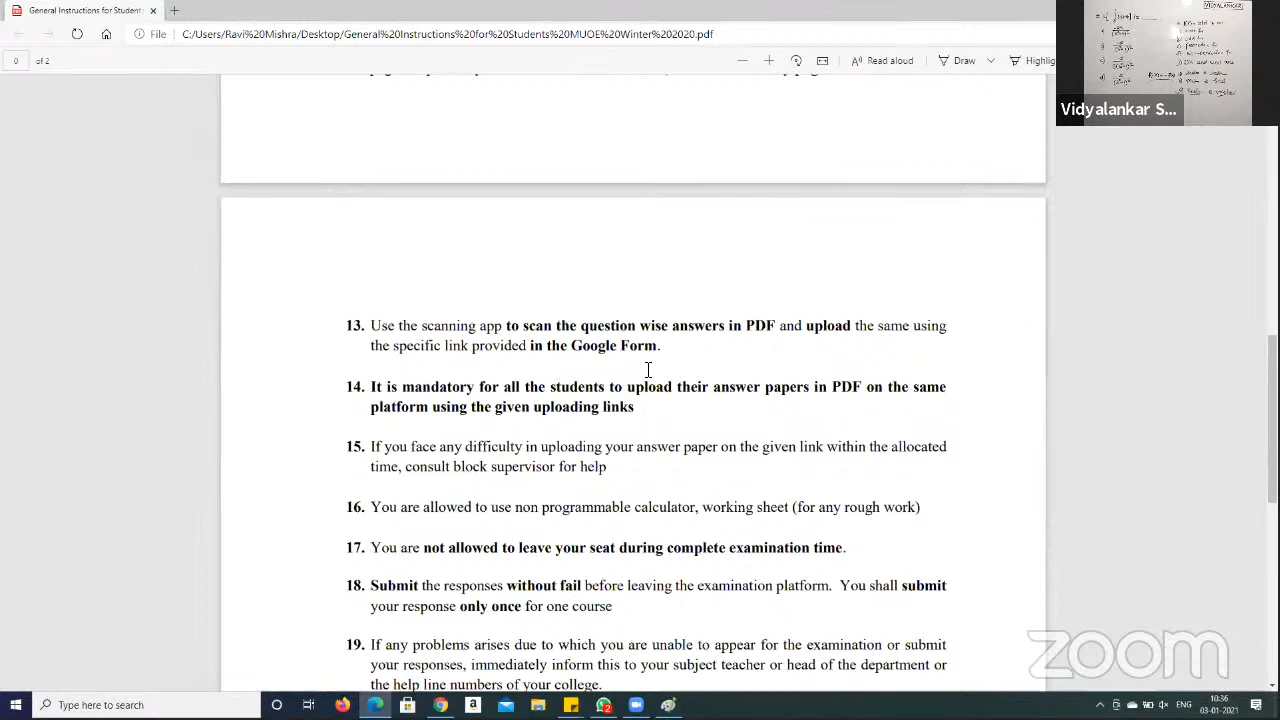 General Instructions for Student:
File
C:/Users/Ravi%20Mishra/Desktop/General%20Instructions%20for%20Students%20MUOE%20Winter%202020.pdf
0 of 2
Read aloud
Draw
Highlig
Vidyalankar S...
13. Use the scanning app to scan the question wise answers in PDF and upload the same using
the specific link provided in the Google Form.
14. It is mandatory for all the students to upload their answer papers in PDF on the same
platform using the given uploading links
15. If you face any difficulty in uploading your answer paper on the given link within the allocated
time, consult block supervisor for help
16. You are allowed to use non programmable calculator, working sheet (for any rough work)
17. You are not allowed to leave your seat during complete examination time.
18. Submit the responses without fail before leaving the examination platform. You shall submit
your response only once for one course
19. If any problems arises due to which you are unable to appear for the examination or submit
your responses, immediately inform this to your subject teacher or head of the department or
the help line numbers of your college.
zoom
Type here to search
2
ENG
10:36
03-01-2021